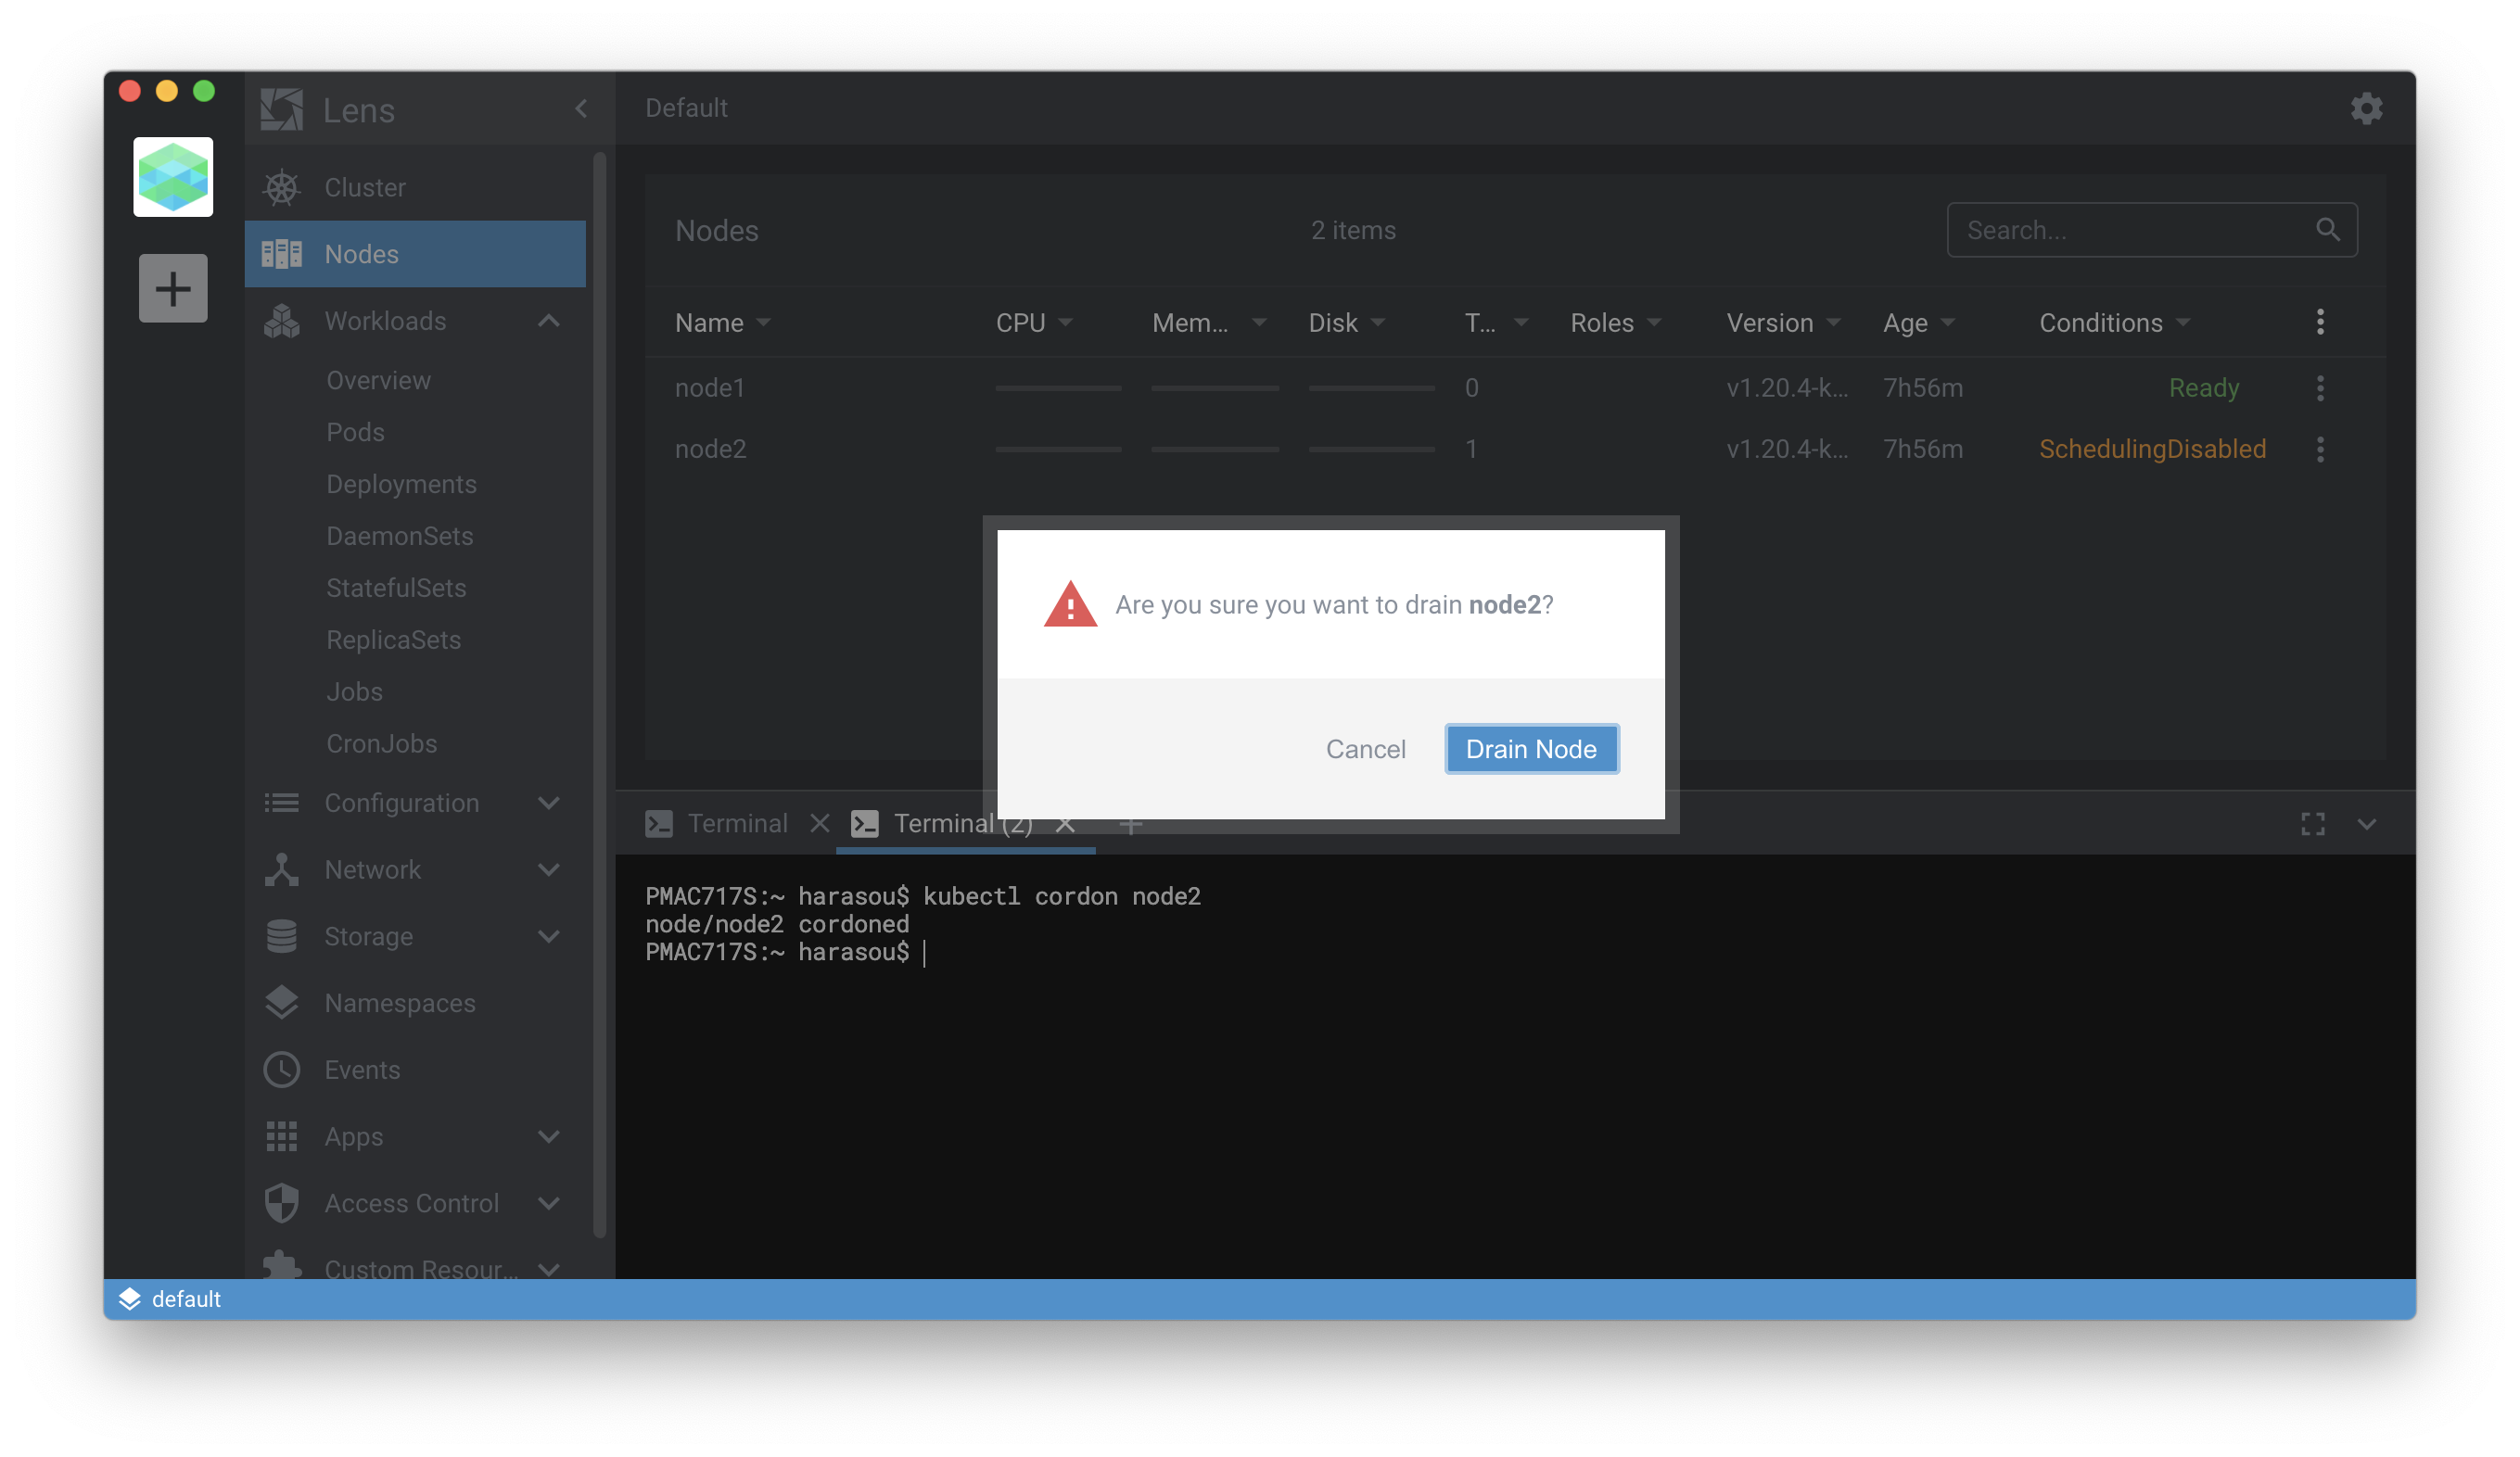 Lens
Default
Cluster
Nodes
Workloads
Overview
Pods
Deployments
DaemonSets
StatefulSets
ReplicaSets
Jobs
CronJobs
Configuration
Network
Storage
Namespaces
Events
Apps
Access Control
Custom Resour...
Nodes 2 items Search...
Name CPU Mem... Disk T... Roles Version Age Conditions
node1 0 v1.20.4-k... 7h56m Ready
node2 1 v1.20.4-k... 7h56m SchedulingDisabled
Are you sure you want to drain node2?
Cancel Drain Node
Terminal Terminal (2)
PMAC717S:~ harasou$ kubectl cordon node2
node/node2 cordoned
PMAC717S:~ harasou$
default